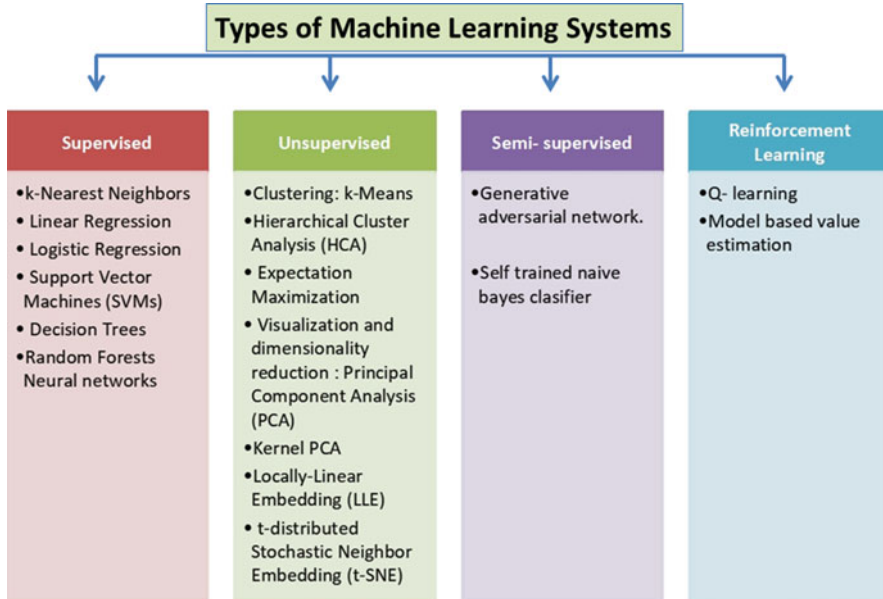 Types of Machine Learning Systems
Supervised
•k-Nearest Neighbors
• Linear Regression
• Logistic Regression
• Support Vector
Machines (SVMs)
• Decision Trees
•Random Forests
Neural networks
Unsupervised
•Clustering: k-Means
•Hierarchical Cluster
Analysis (HCA)
• Expectation
Maximization
• Visualization and
dimensionality
reduction : Principal
Component Analysis
(PCA)
•Kernel PCA
•Locally-Linear
Embedding (LLE)
• t-distributed
Stochastic Neighbor
Embedding (t-SNE)
Semi- supervised
•Generative
adversarial network.
•Self trained naive
bayes clasifier
Reinforcement
Learning
•Q- learning
•Model based value
estimation